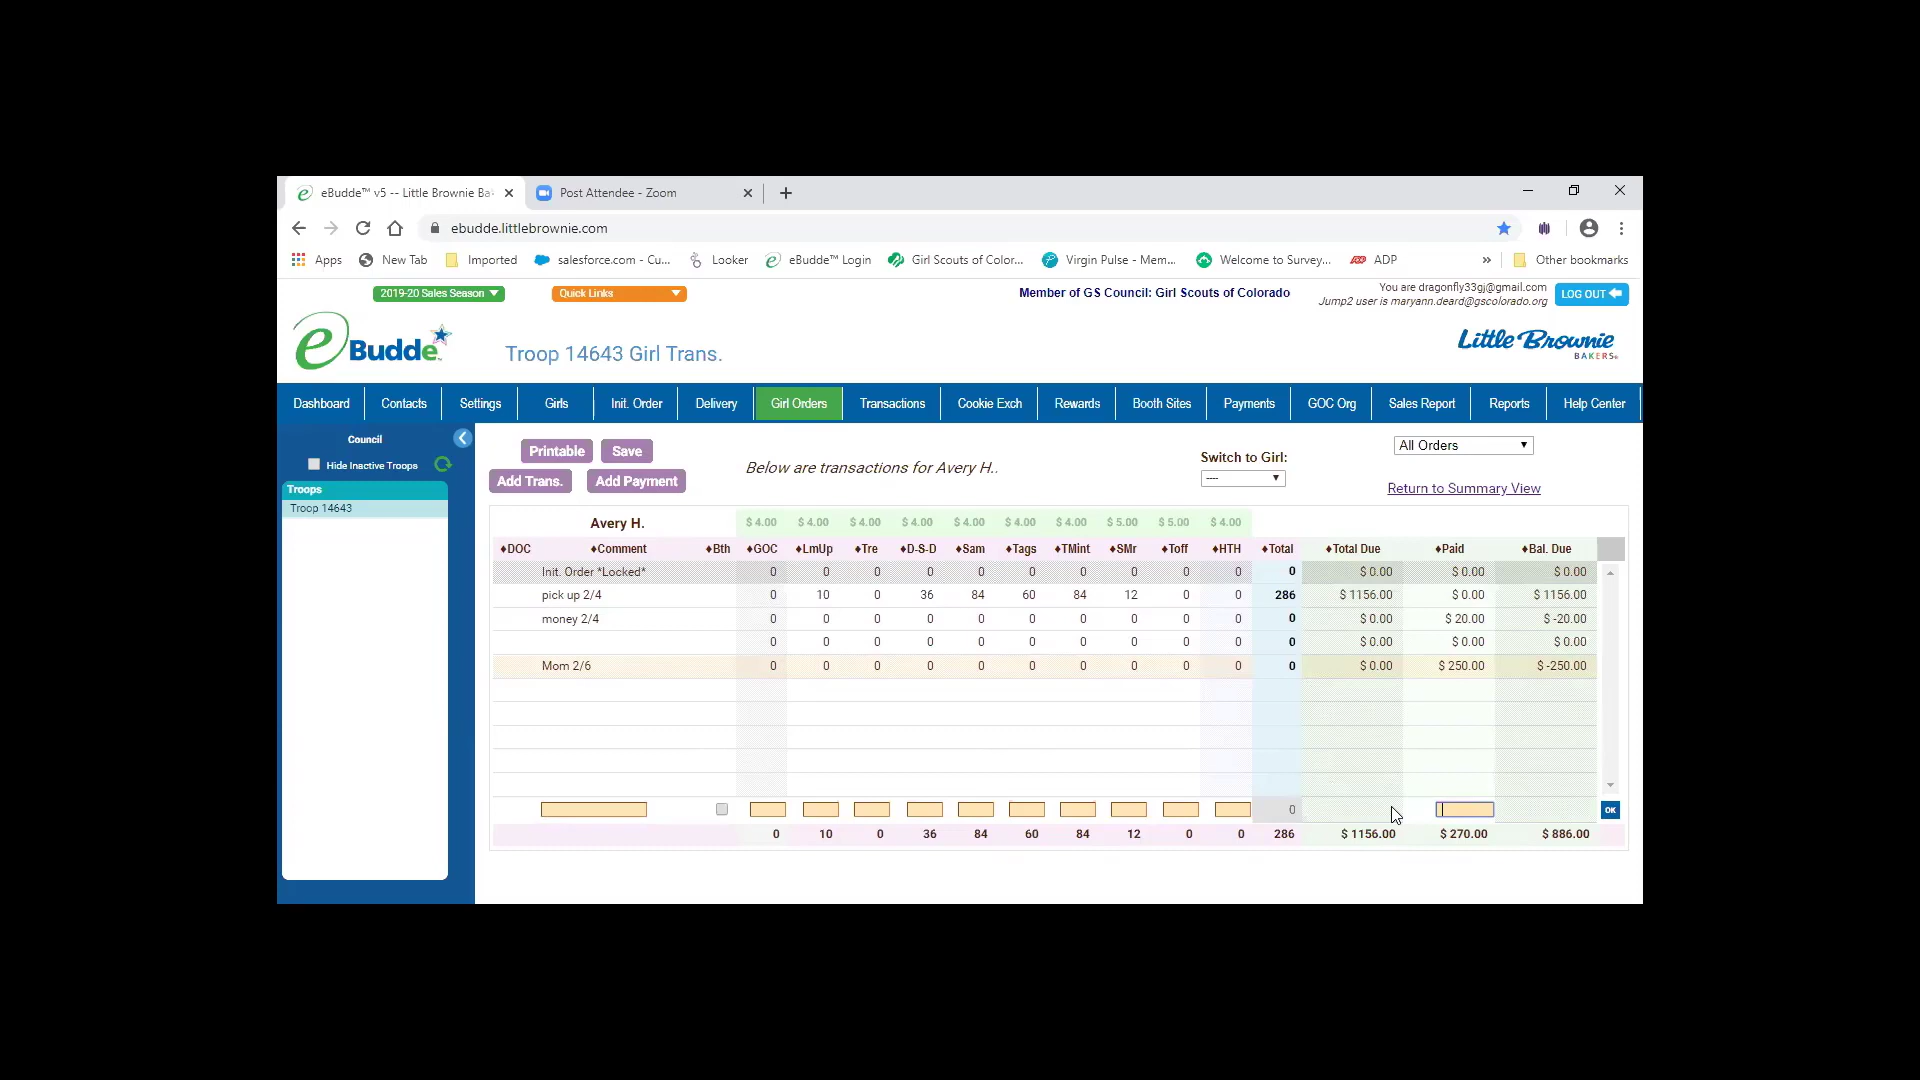 eBudde™ v5 -- Little Brownie Ba
Post Attendee - Zoom
ebudde.littlebrownie.com
Apps New Tab Imported salesforce.com - Cu... Looker eBudde™ Login Girl Scouts of Color... Virgin Pulse - Mem... Welcome to Survey... ADP » Other bookmarks
2019-20 Sales Season Quick Links Member of GS Council: Girl Scouts of Colorado You are dragonfly33gj@gmail.com
Jump2 user is maryann.deard@gscolorado.org LOG OUT
eBudde Troop 14643 Girl Trans. Little Brownie
BAKERS
Dashboard Contacts Settings Girls Init. Order Delivery Girl Orders Transactions Cookie Exch Rewards Booth Sites Payments GOC Org Sales Report Reports Help Center
Council
Hide Inactive Troops
Troops
Troop 14643
Printable Save
Add Trans. Add Payment
Below are transactions for Avery H..
Switch to Girl:
----
All Orders
Return to Summary View
Avery H. $ 4.00 $ 4.00 $ 4.00 $ 4.00 $ 4.00 $ 4.00 $ 4.00 $ 5.00 $ 5.00 $ 4.00
♦DOC ♦Comment ♦Bth ♦GOC ♦LmUp ♦Tre ♦D-S-D ♦Sam ♦Tags ♦TMint ♦SMr ♦Toff ♦HTH ♦Total ♦Total Due ♦Paid ♦Bal. Due
Init. Order *Locked* 0 0 0 0 0 0 0 0 0 0 0 $ 0.00 $ 0.00 $ 0.00
pick up 2/4 0 10 0 36 84 60 84 12 0 0 286 $ 1156.00 $ 0.00 $ 1156.00
money 2/4 0 0 0 0 0 0 0 0 0 0 0 $ 0.00 $ 20.00 $ -20.00
0 0 0 0 0 0 0 0 0 0 0 $ 0.00 $ 0.00 $ 0.00
Mom 2/6 0 0 0 0 0 0 0 0 0 0 0 $ 0.00 $ 250.00 $ -250.00
0 OK
0 10 0 36 84 60 84 12 0 0 286 $ 1156.00 $ 270.00 $ 886.00